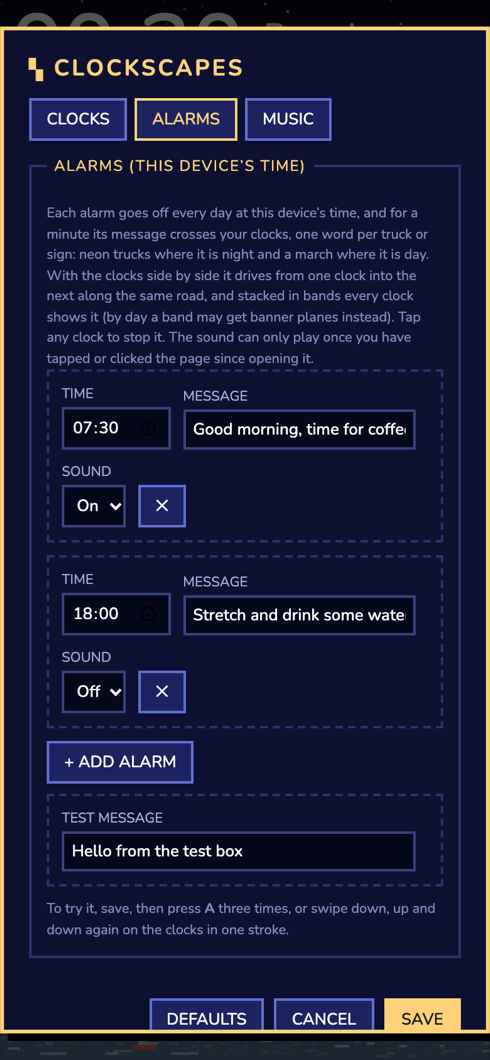 CLOCKSCAPES
CLOCKS ALARMS MUSIC
ALARMS (THIS DEVICE'S TIME)
Each alarm goes off every day at this device's time, and for a
minute its message crosses your clocks, one word per truck or
sign: neon trucks where it is night and a march where it is day.
With the clocks side by side it drives from one clock into the
next along the same road, and stacked in bands every clock
shows it (by day a band may get banner planes instead). Tap
any clock to stop it. The sound can only play once you have
tapped or clicked the page since opening it.
TIME MESSAGE
07:30 Good morning, time for coffe
SOUND
On ×
TIME MESSAGE
18:00 Stretch and drink some wate
SOUND
Off ×
+ ADD ALARM
TEST MESSAGE
Hello from the test box
To try it, save, then press A three times, or swipe down, up and
down again on the clocks in one stroke.
DEFAULTS CANCEL SAVE